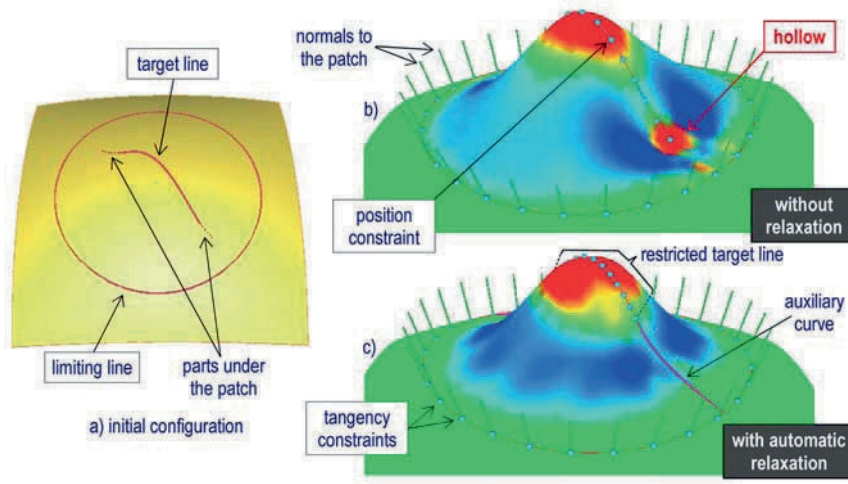 target line
limiting line
parts under
the patch
a) initial configuration
normals to
the patch
b)
hollow
position
constraint
without
relaxation
restricted target line
c)
auxiliary
curve
tangency
constraints
with automatic
relaxation